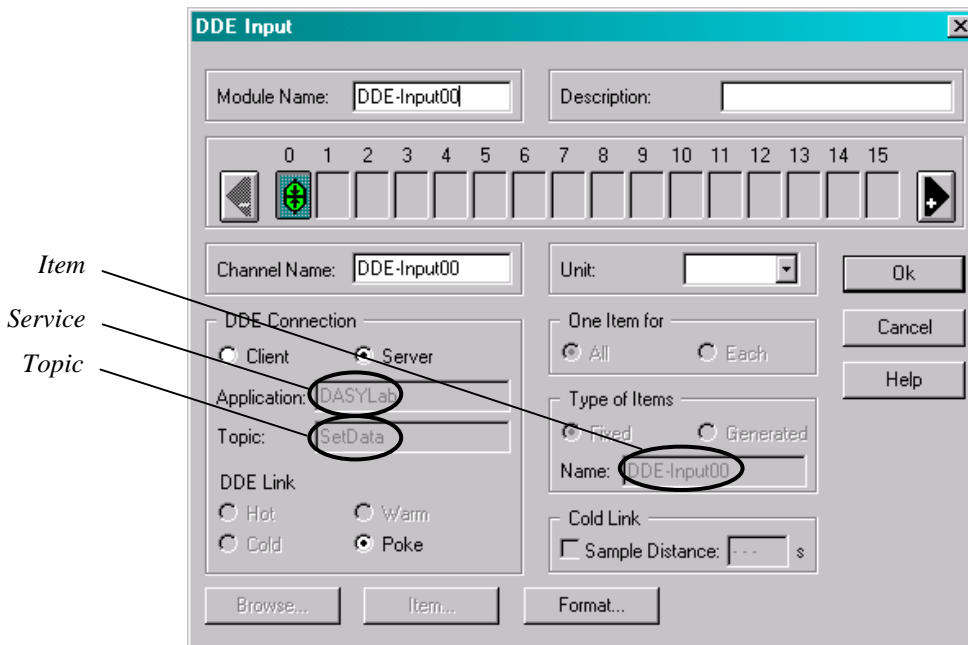 DDE Input
Module Name: DDE-Input00
Description:
0 1 2 3 4 5 6 7 8 9 10 11 12 13 14 15
- +
Item
Service
Topic
Channel Name: DDE-Input00
Unit:
Ok
Cancel
Help
DDE Connection
Client Server
Application: DASYLab
Topic: SetData
DDE Link
Hot Warm
Cold Poke
One Item for
All Each
Type of Items
Fixed Generated
Name: DDE-Input00
Cold Link
Sample Distance: --- s
Browse... Item... Format...